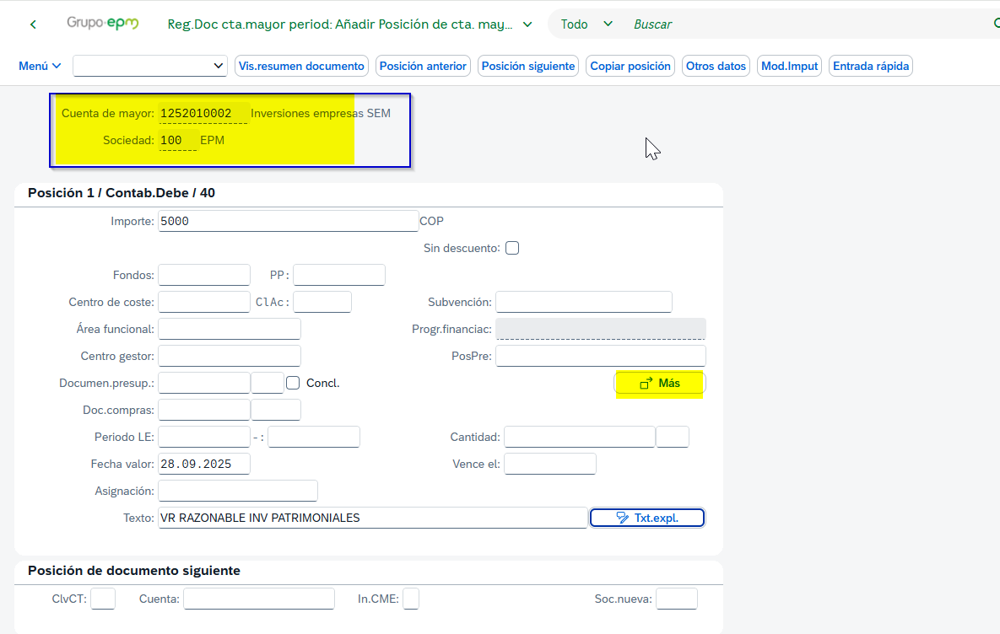 Grupo·epm
Reg.Doc cta.mayor period: Añadir Posición de cta. may...
Todo
Buscar
Menú
Vis.resumen documento
Posición anterior
Posición siguiente
Copiar posición
Otros datos
Mod.Imput
Entrada rápida
Cuenta de mayor: 1252010002 Inversiones empresas SEM
Sociedad: 100 EPM
Posición 1 / Contab.Debe / 40
Importe: 5000 COP
Sin descuento:
Fondos: PP:
Centro de coste: ClAc: Subvención:
Área funcional: Progr.financiac:
Centro gestor: PosPre:
Documen.presup.: Concl. Más
Doc.compras:
Periodo LE: -: Cantidad:
Fecha valor: 28.09.2025 Vence el:
Asignación:
Texto: VR RAZONABLE INV PATRIMONIALES Txt.expl.
Posición de documento siguiente
ClvCT: Cuenta: In.CME: Soc.nueva: